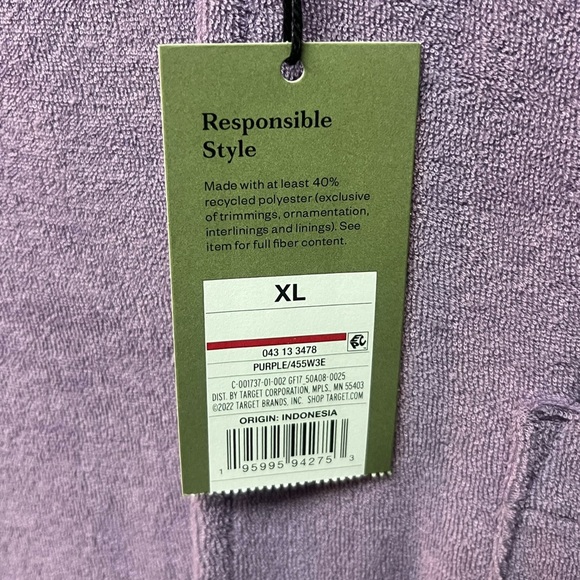 Responsible
Style
Made with at least 40%
recycled polyester (exclusive
of trimmings, ornamentation,
interlinings and linings). See
item for full fiber content.
XL
043 13 3478
PURPLE/455W3E
C-001737-01-002 GF17_50A08-0025
DIST. BY TARGET CORPORATION, MPLS., MN 55403
©2022 TARGET BRANDS, INC. SHOP TARGET.COM
ORIGIN: INDONESIA
1 95995 94275 3